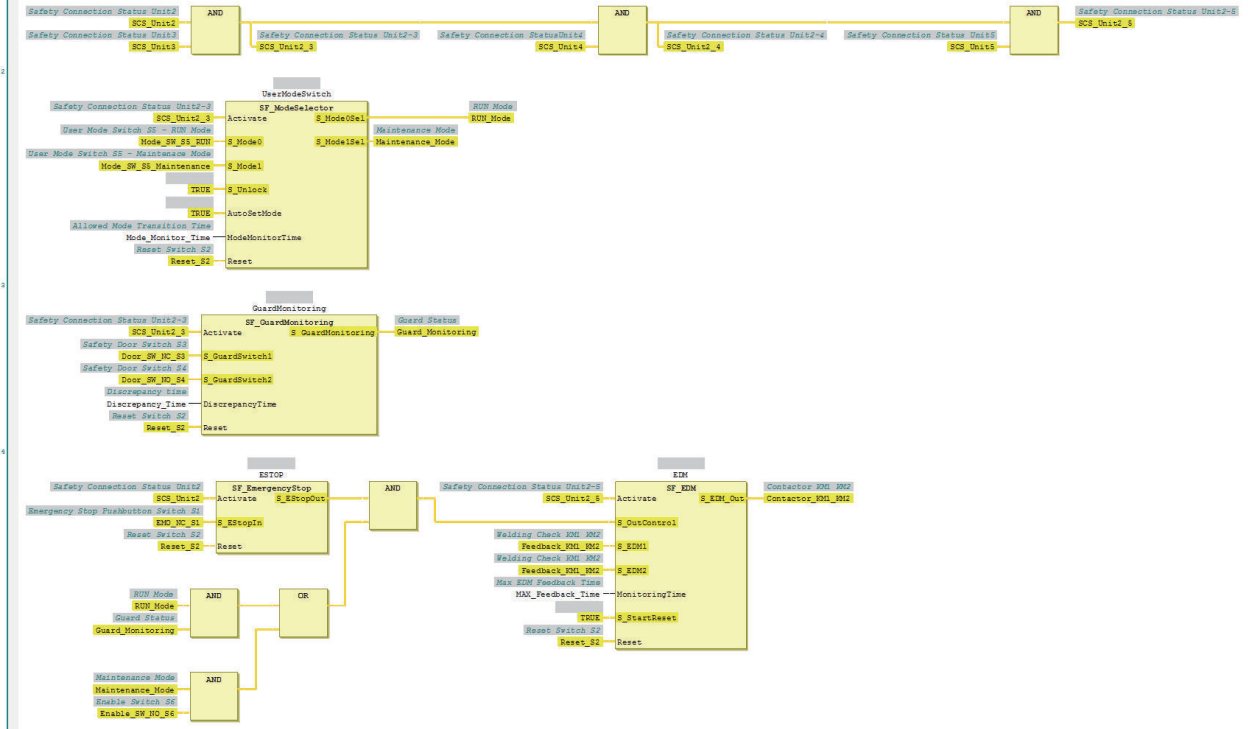 Safety Connection Status Unit2
SCS_Unit2
Safety Connection Status Unit3
SCS_Unit3
AND
Safety Connection Status Unit2-3
SCS_Unit2_3
Safety Connection StatusUnit4
SCS_Unit4
AND
Safety Connection Status Unit2-4
SCS_Unit2_4
Safety Connection Status Unit5
SCS_Unit5
AND
Safety Connection Status Unit2-5
SCS_Unit2_5
2
UserModeSwitch
SF_ModeSelector
Safety Connection Status Unit2-3
SCS_Unit2_3 Activate S_Mode0Sel RUN_Mode
RUN Mode
User Mode Switch S5 - RUN Mode
Mode_SW_S5_RUN S_Mode0 S_Mode1Sel Maintenance_Mode
Maintenance Mode
User Mode Switch S5 - Maintenace Mode
Mode_SW_S5_Maintenance S_Mode1
TRUE S_Unlock
TRUE AutoSetMode
Allowed Mode Transition Time
Mode_Monitor_Time ModeMonitorTime
Reset Switch S2
Reset_S2 Reset
3
GuardMonitoring
SF_GuardMonitoring
Safety Connection Status Unit2-3
Guard Status
SCS_Unit2_3 Activate S_GuardMonitoring Guard_Monitoring
Safety Door Switch S3
Door_SW_NC_S3 S_GuardSwitch1
Safety Door Switch S4
Door_SW_NO_S4 S_GuardSwitch2
Discrepancy time
Discrepancy_Time DiscrepancyTime
Reset Switch S2
Reset_S2 Reset
4
ESTOP
SF_EmergencyStop
Safety Connection Status Unit2
SCS_Unit2 Activate S_EStopOut
Emergency Stop Pushbutton Switch S1
EMO_NC_S1 S_EStopIn
Reset Switch S2
Reset_S2 Reset
AND
RUN Mode
RUN_Mode
Guard Status
Guard_Monitoring
AND
OR
Maintenance Mode
Maintenance_Mode
Enable Switch S6
Enable_SW_NO_S6
AND
EDM
SF_EDM
Safety Connection Status Unit2-5
Contactor KM1 KM2
SCS_Unit2_5 Activate S_EDM_Out Contactor_KM1_KM2
S_OutControl
Welding Check KM1 KM2
Feedback_KM1_KM2 S_EDM1
Welding Check KM1 KM2
Feedback_KM1_KM2 S_EDM2
Max EDM Feedback Time
MAX_Feedback_Time MonitoringTime
TRUE S_StartReset
Reset Switch S2
Reset_S2 Reset